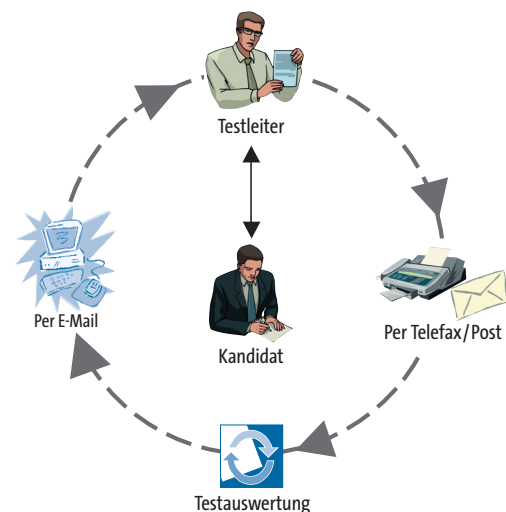 Testleiter
Per E-Mail
Kandidat
Per Telefax/Post
Testauswertung